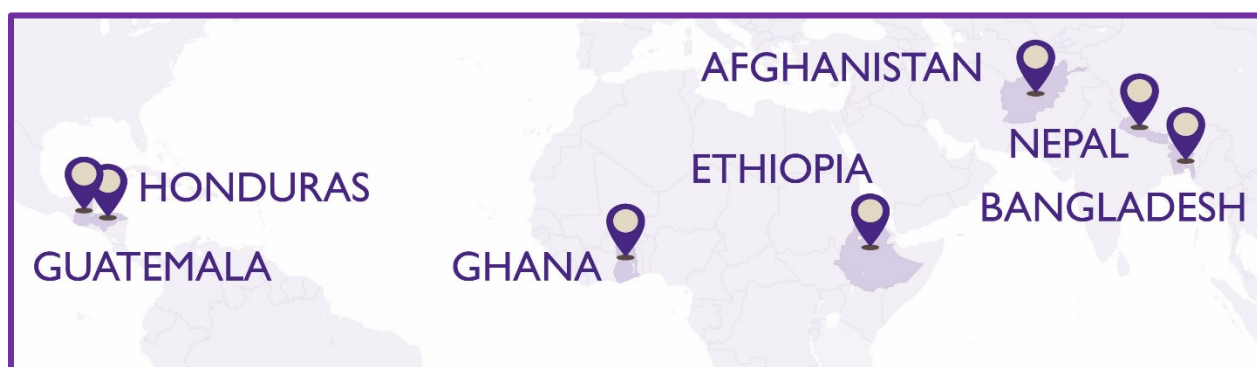 AFGHANISTAN
NEPAL
ETHIOPIA
HONDURAS
BANGLADESH
GUATEMALA
GHANA